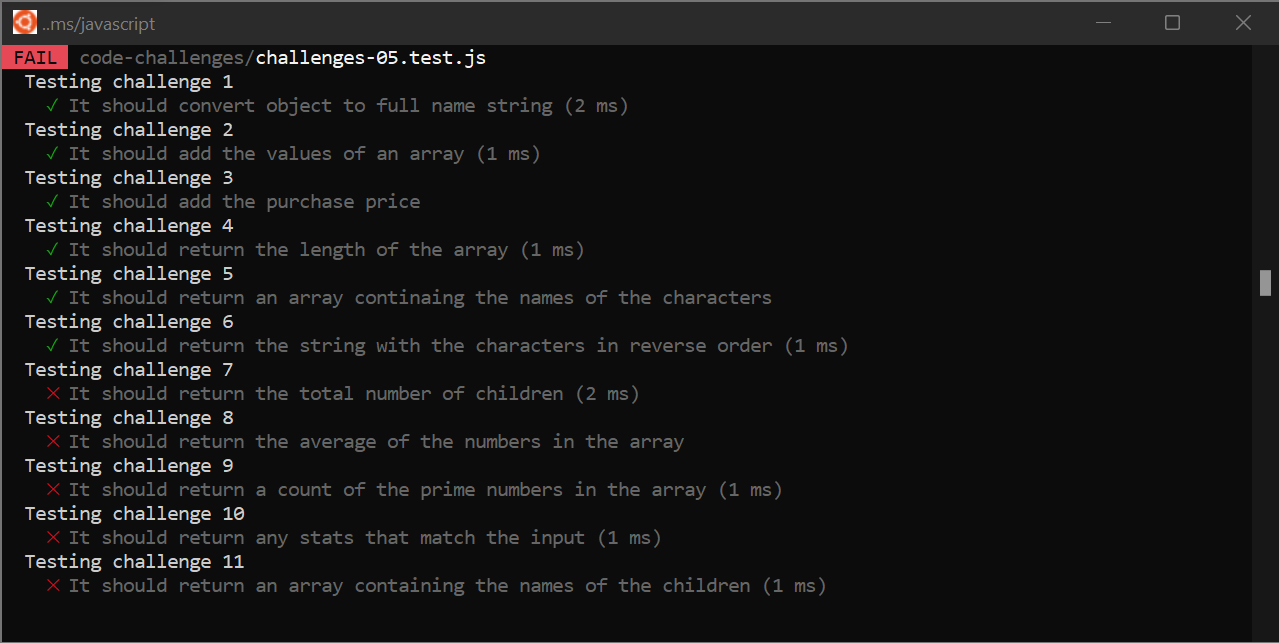 ..ms/javascript
FAIL code-challenges/challenges-05.test.js
Testing challenge 1
✓ It should convert object to full name string (2 ms)
Testing challenge 2
✓ It should add the values of an array (1 ms)
Testing challenge 3
✓ It should add the purchase price
Testing challenge 4
✓ It should return the length of the array (1 ms)
Testing challenge 5
✓ It should return an array continaing the names of the characters
Testing challenge 6
✓ It should return the string with the characters in reverse order (1 ms)
Testing challenge 7
✕ It should return the total number of children (2 ms)
Testing challenge 8
✕ It should return the average of the numbers in the array
Testing challenge 9
✕ It should return a count of the prime numbers in the array (1 ms)
Testing challenge 10
✕ It should return any stats that match the input (1 ms)
Testing challenge 11
✕ It should return an array containing the names of the children (1 ms)